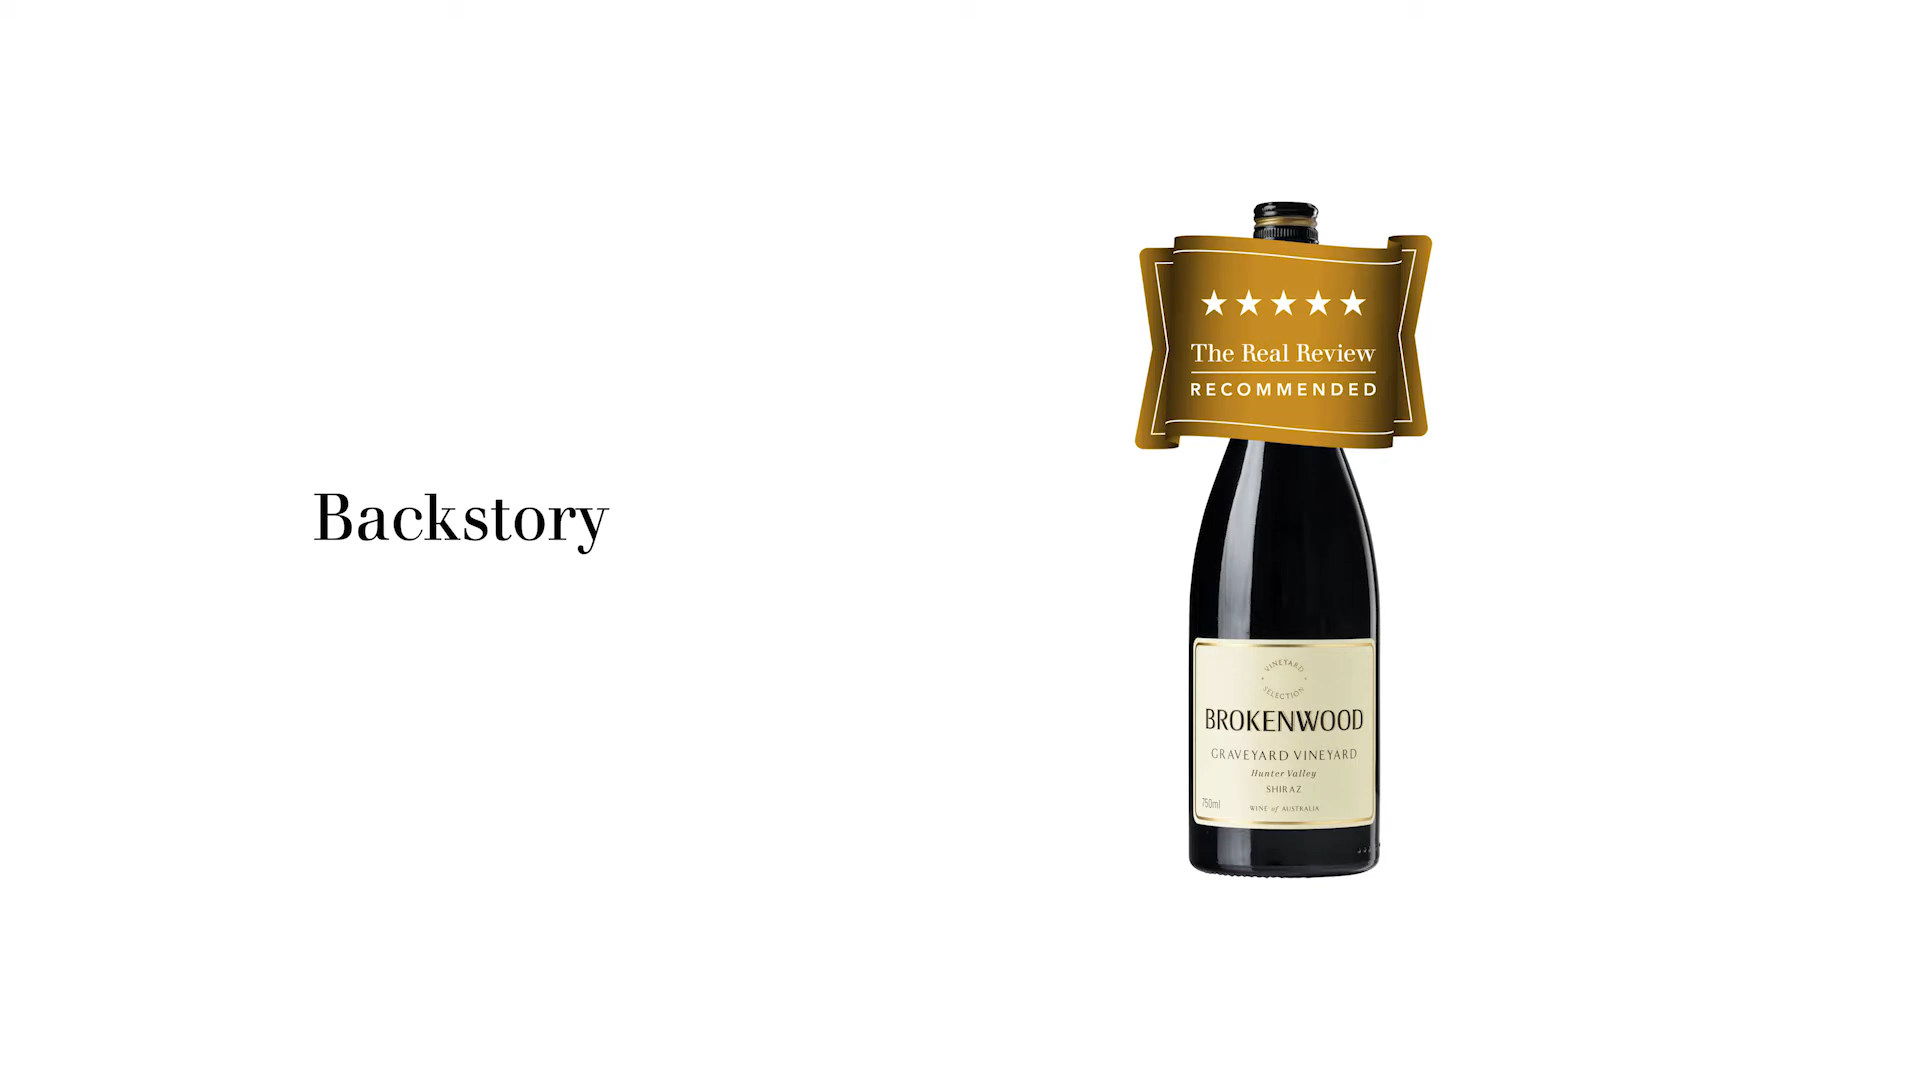 Backstory
The Real Review
RECOMMENDED
VINEYARD
SELECTION
BROKENWOOD
GRAVEYARD VINEYARD
Hunter Valley
SHIRAZ
750ml
WINE of AUSTRALIA